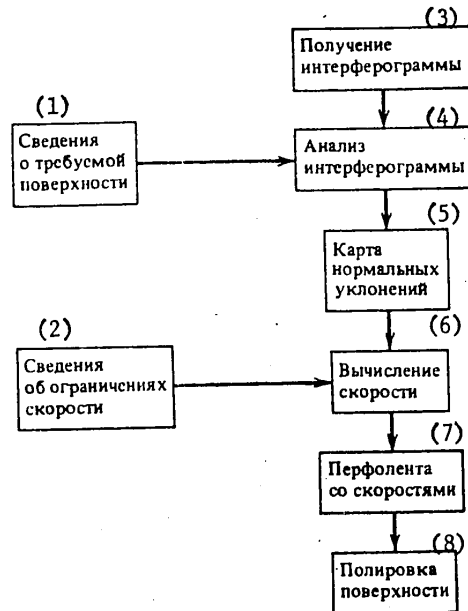 (3)
Получение
интерферограммы
(1)
Сведения
о требусмой
поверхности
(4)
Анализ
интерферограммы
(5)
Карта
нормальных
уклонений
(2)
Сведения
об ограничениях
скорости
(6)
Вычисление
скорости
(7)
Перфолента
со скоростями
(8)
Полировка
поверхности